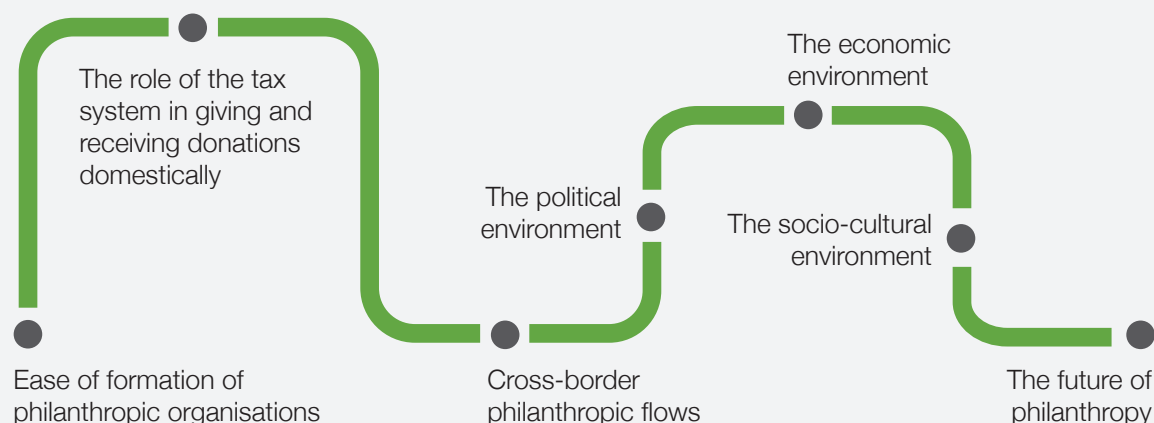 The role of the tax
system in giving and
receiving donations
domestically
The economic
environment
The political
environment
The socio-cultural
environment
Ease of formation of
philanthropic organisations
Cross-border
philanthropic flows
The future of
philanthropy